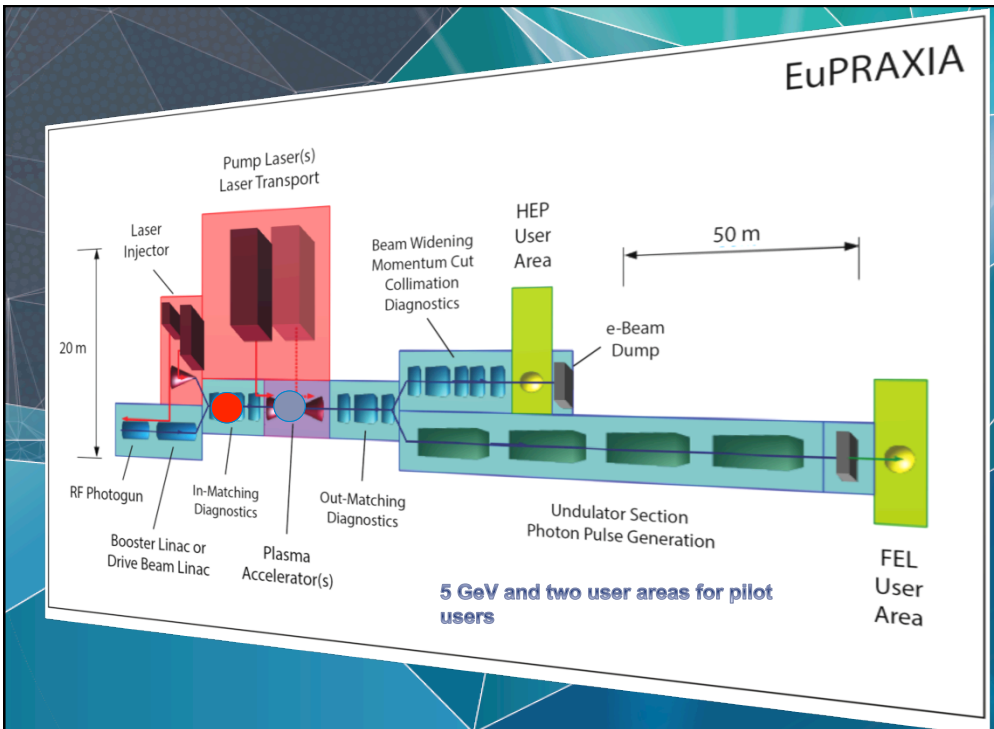 EuPRAXIA
Pump Laser(s)
Laser Transport
Laser
Injector
20 m
Beam Widening
Momentum Cut
Collimation
Diagnostics
HEP
User
Area
50 m
e-Beam
Dump
RF Photogun
In-Matching
Diagnostics
Out-Matching
Diagnostics
Booster Linac or
Drive Beam Linac
Plasma
Accelerator(s)
Undulator Section
Photon Pulse Generation
FEL
User
Area
5 GeV and two user areas for pilot
users